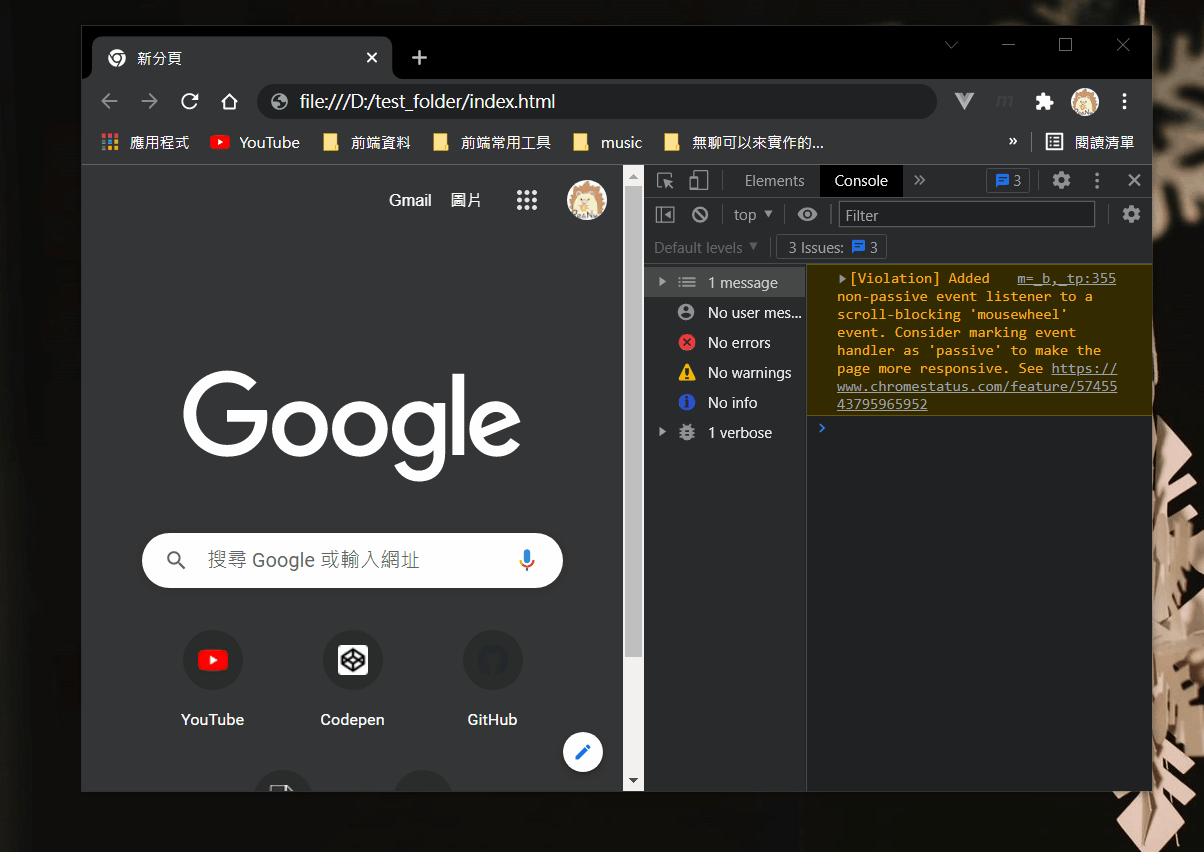 新分頁
file:///D:/test_folder/index.html
應用程式 YouTube 前端資料 前端常用工具 music 無聊可以來實作的... » 閱讀清單
Gmail 圖片
Elements Console » 3
top Filter
Default levels 3 Issues: 3
1 message
No user mes...
No errors
No warnings
No info
1 verbose
[Violation] Added m=_b,_tp:355
non-passive event listener to a
scroll-blocking 'mousewheel'
event. Consider marking event
handler as 'passive' to make the
page more responsive. See https://
www.chromestatus.com/feature/57455
43795965952
Google
搜尋 Google 或輸入網址
YouTube Codepen GitHub